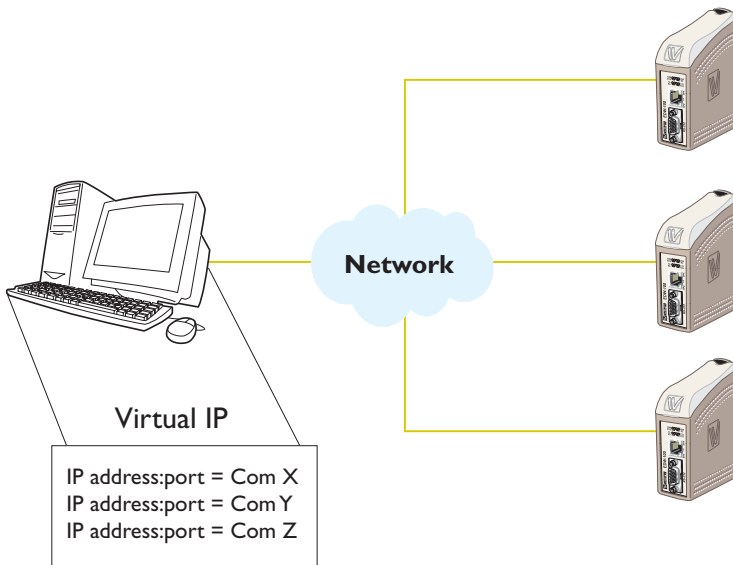 Network
Virtual IP
IP address:port = Com X
IP address:port = Com Y
IP address:port = Com Z